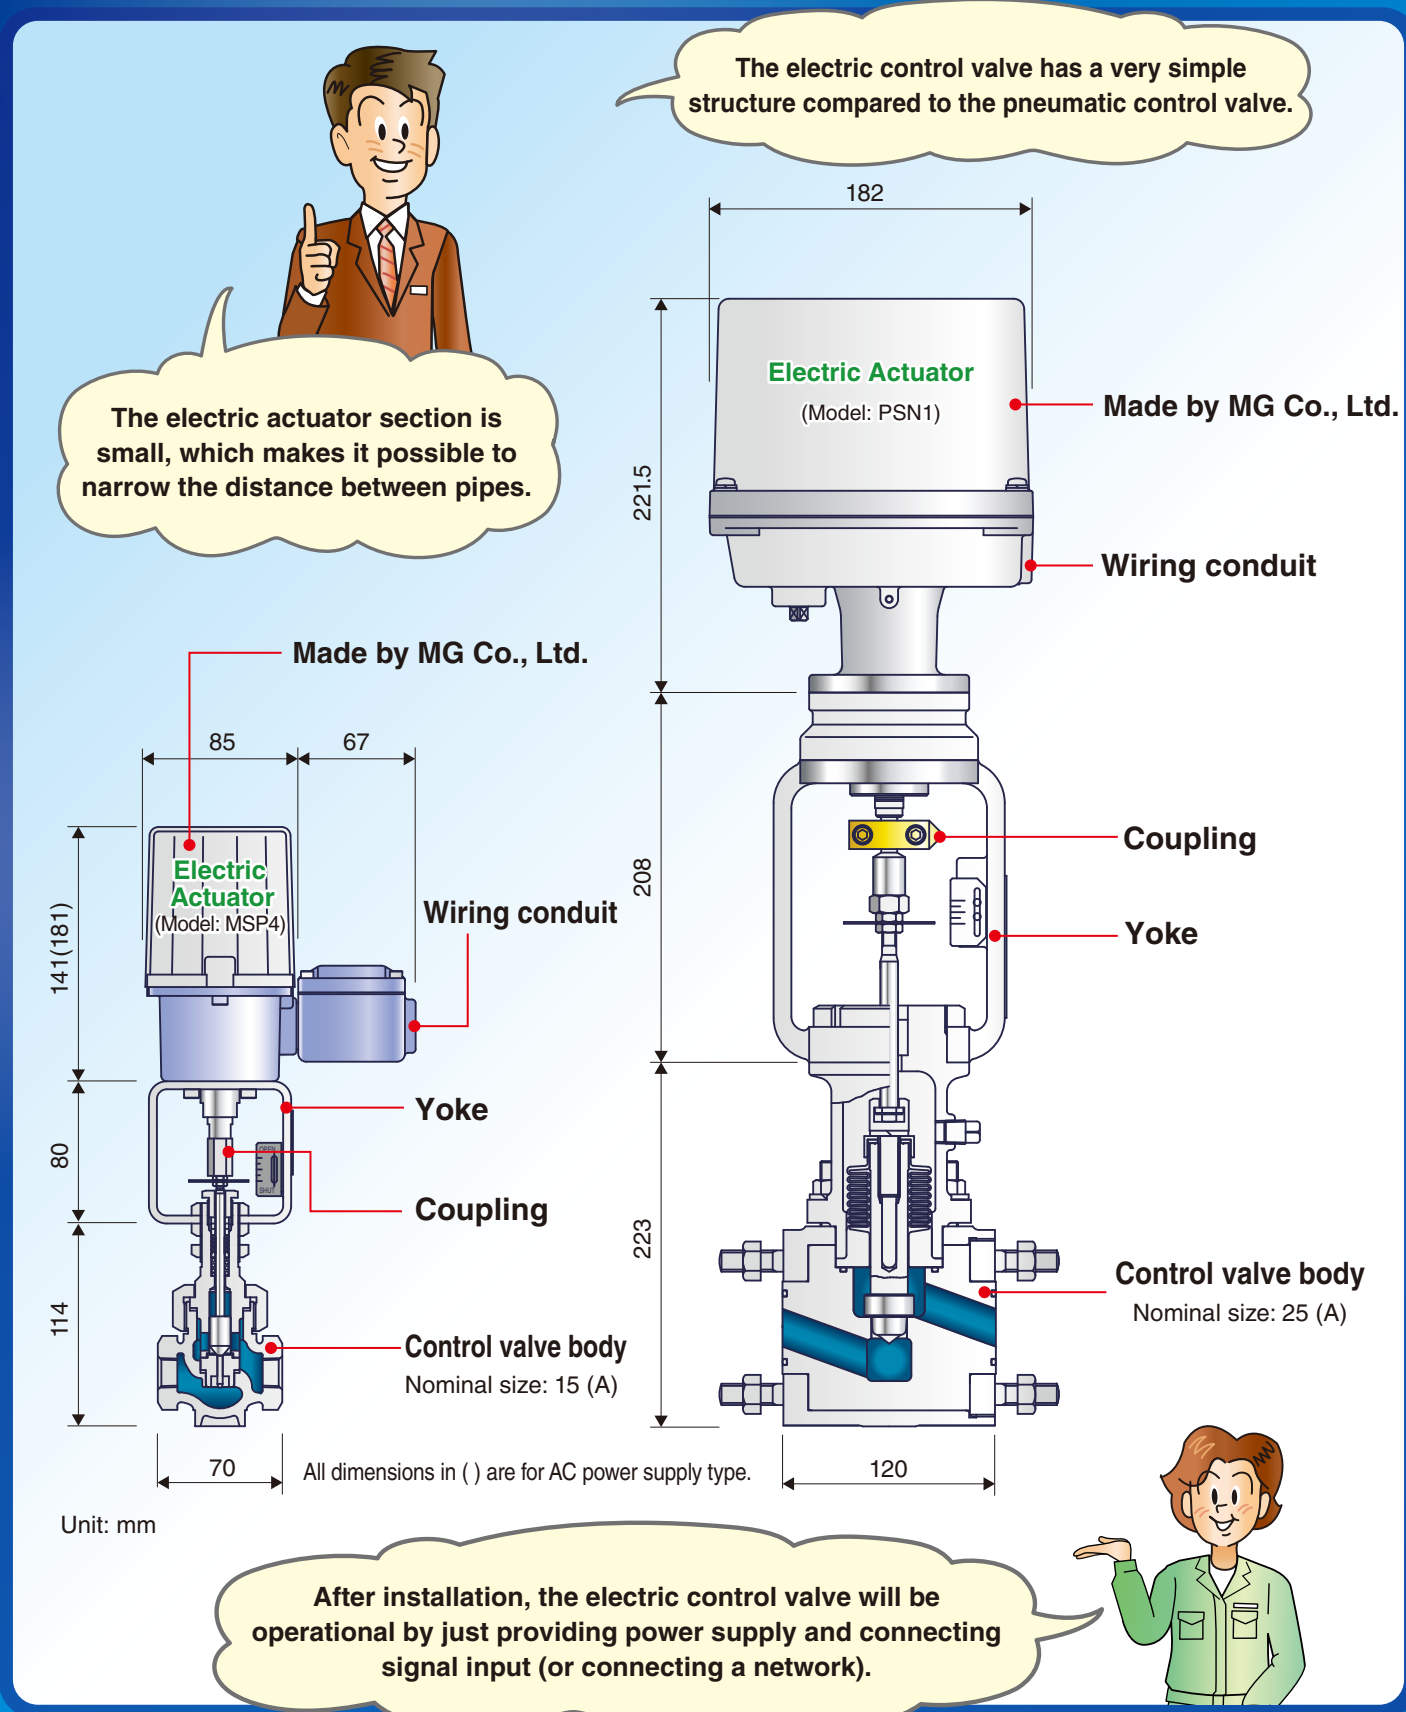 The electric control valve has a very simple
structure compared to the pneumatic control valve.
The electric actuator section is
small, which makes it possible to
narrow the distance between pipes.
182
221.5
208
223
120
Electric Actuator
(Model: PSN1)
Made by MG Co., Ltd.
Wiring conduit
Coupling
Yoke
Control valve body
Nominal size: 25 (A)
Made by MG Co., Ltd.
85
67
141(181)
80
114
70
Electric
Actuator
(Model: MSP4)
Wiring conduit
Yoke
OPEN
SHUT
Coupling
Control valve body
Nominal size: 15 (A)
All dimensions in ( ) are for AC power supply type.
Unit: mm
After installation, the electric control valve will be
operational by just providing power supply and connecting
signal input (or connecting a network).